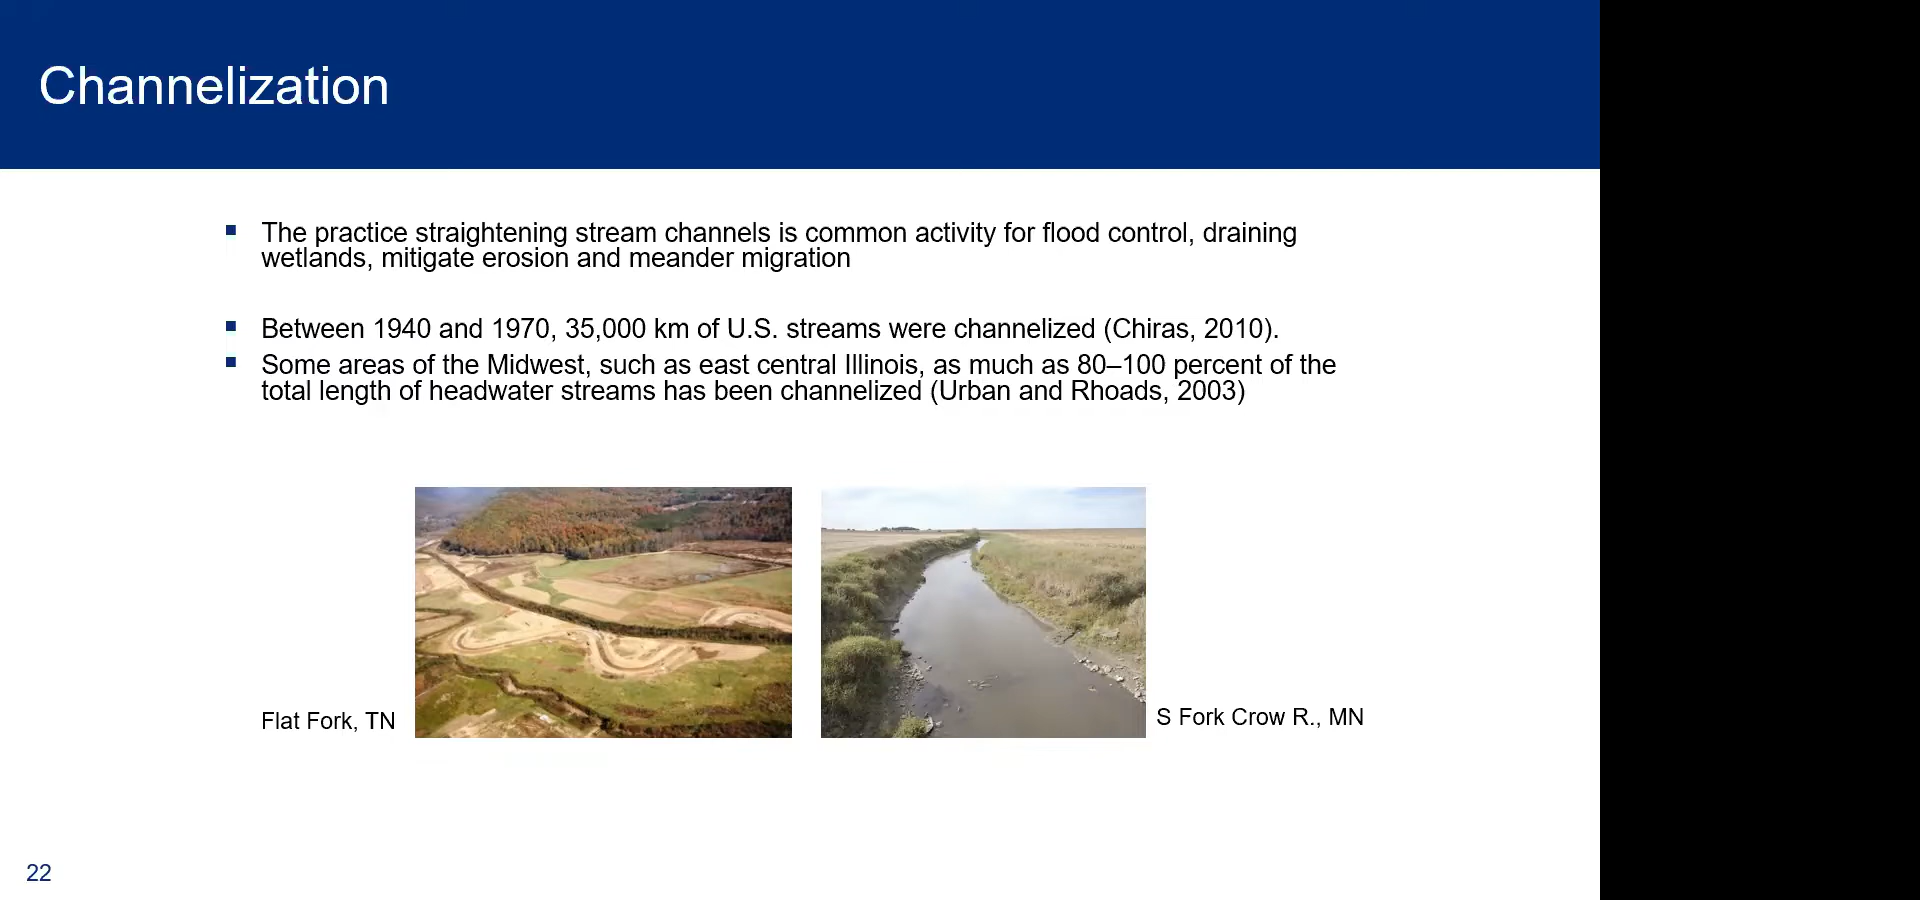 Channelization
The practice straightening stream channels is common activity for flood control, draining
wetlands, mitigate erosion and meander migration
Between 1940 and 1970, 35,000 km of U.S. streams were channelized (Chiras, 2010).
Some areas of the Midwest, such as east central Illinois, as much as 80–100 percent of the
total length of headwater streams has been channelized (Urban and Rhoads, 2003)
Flat Fork, TN
S Fork Crow R., MN
22